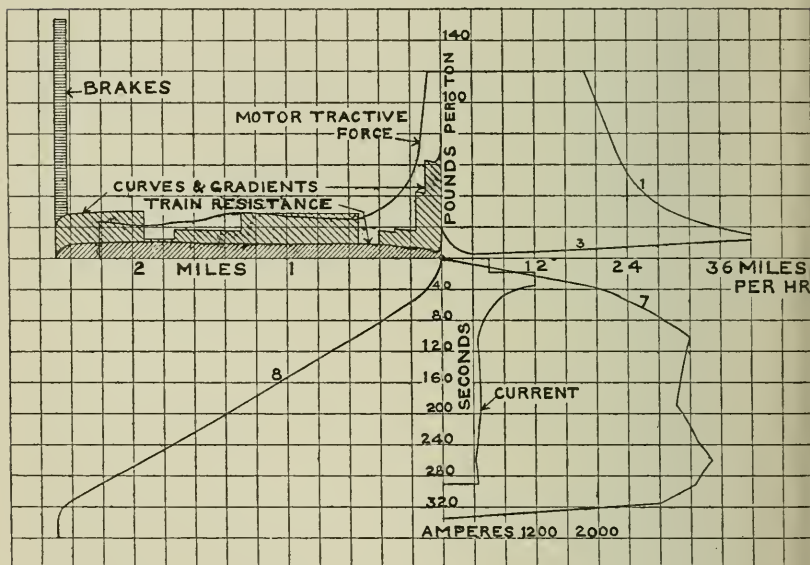 140
BRAKES
100
MOTOR TRACTIVE
FORCE
POUNDS PER TON
CURVES & GRADIENTS
TRAIN RESISTANCE
1
3
2 MILES 1
12 24 36 MILES
PER HR
40
80
120
160
200
240
280
320
SECONDS
7
8
CURRENT
AMPERES 1200 2000